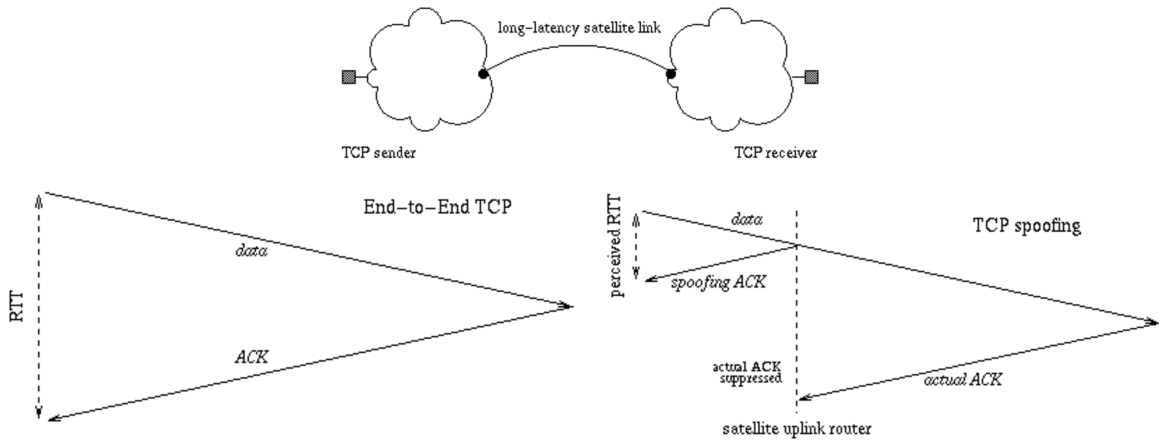 long-latency satellite link
TCP sender
TCP receiver
End-to-End TCP
RTT
data
ACK
TCP spoofing
perceived RTT
data
spoofing ACK
actual ACK
suppressed
actual ACK
satellite uplink router